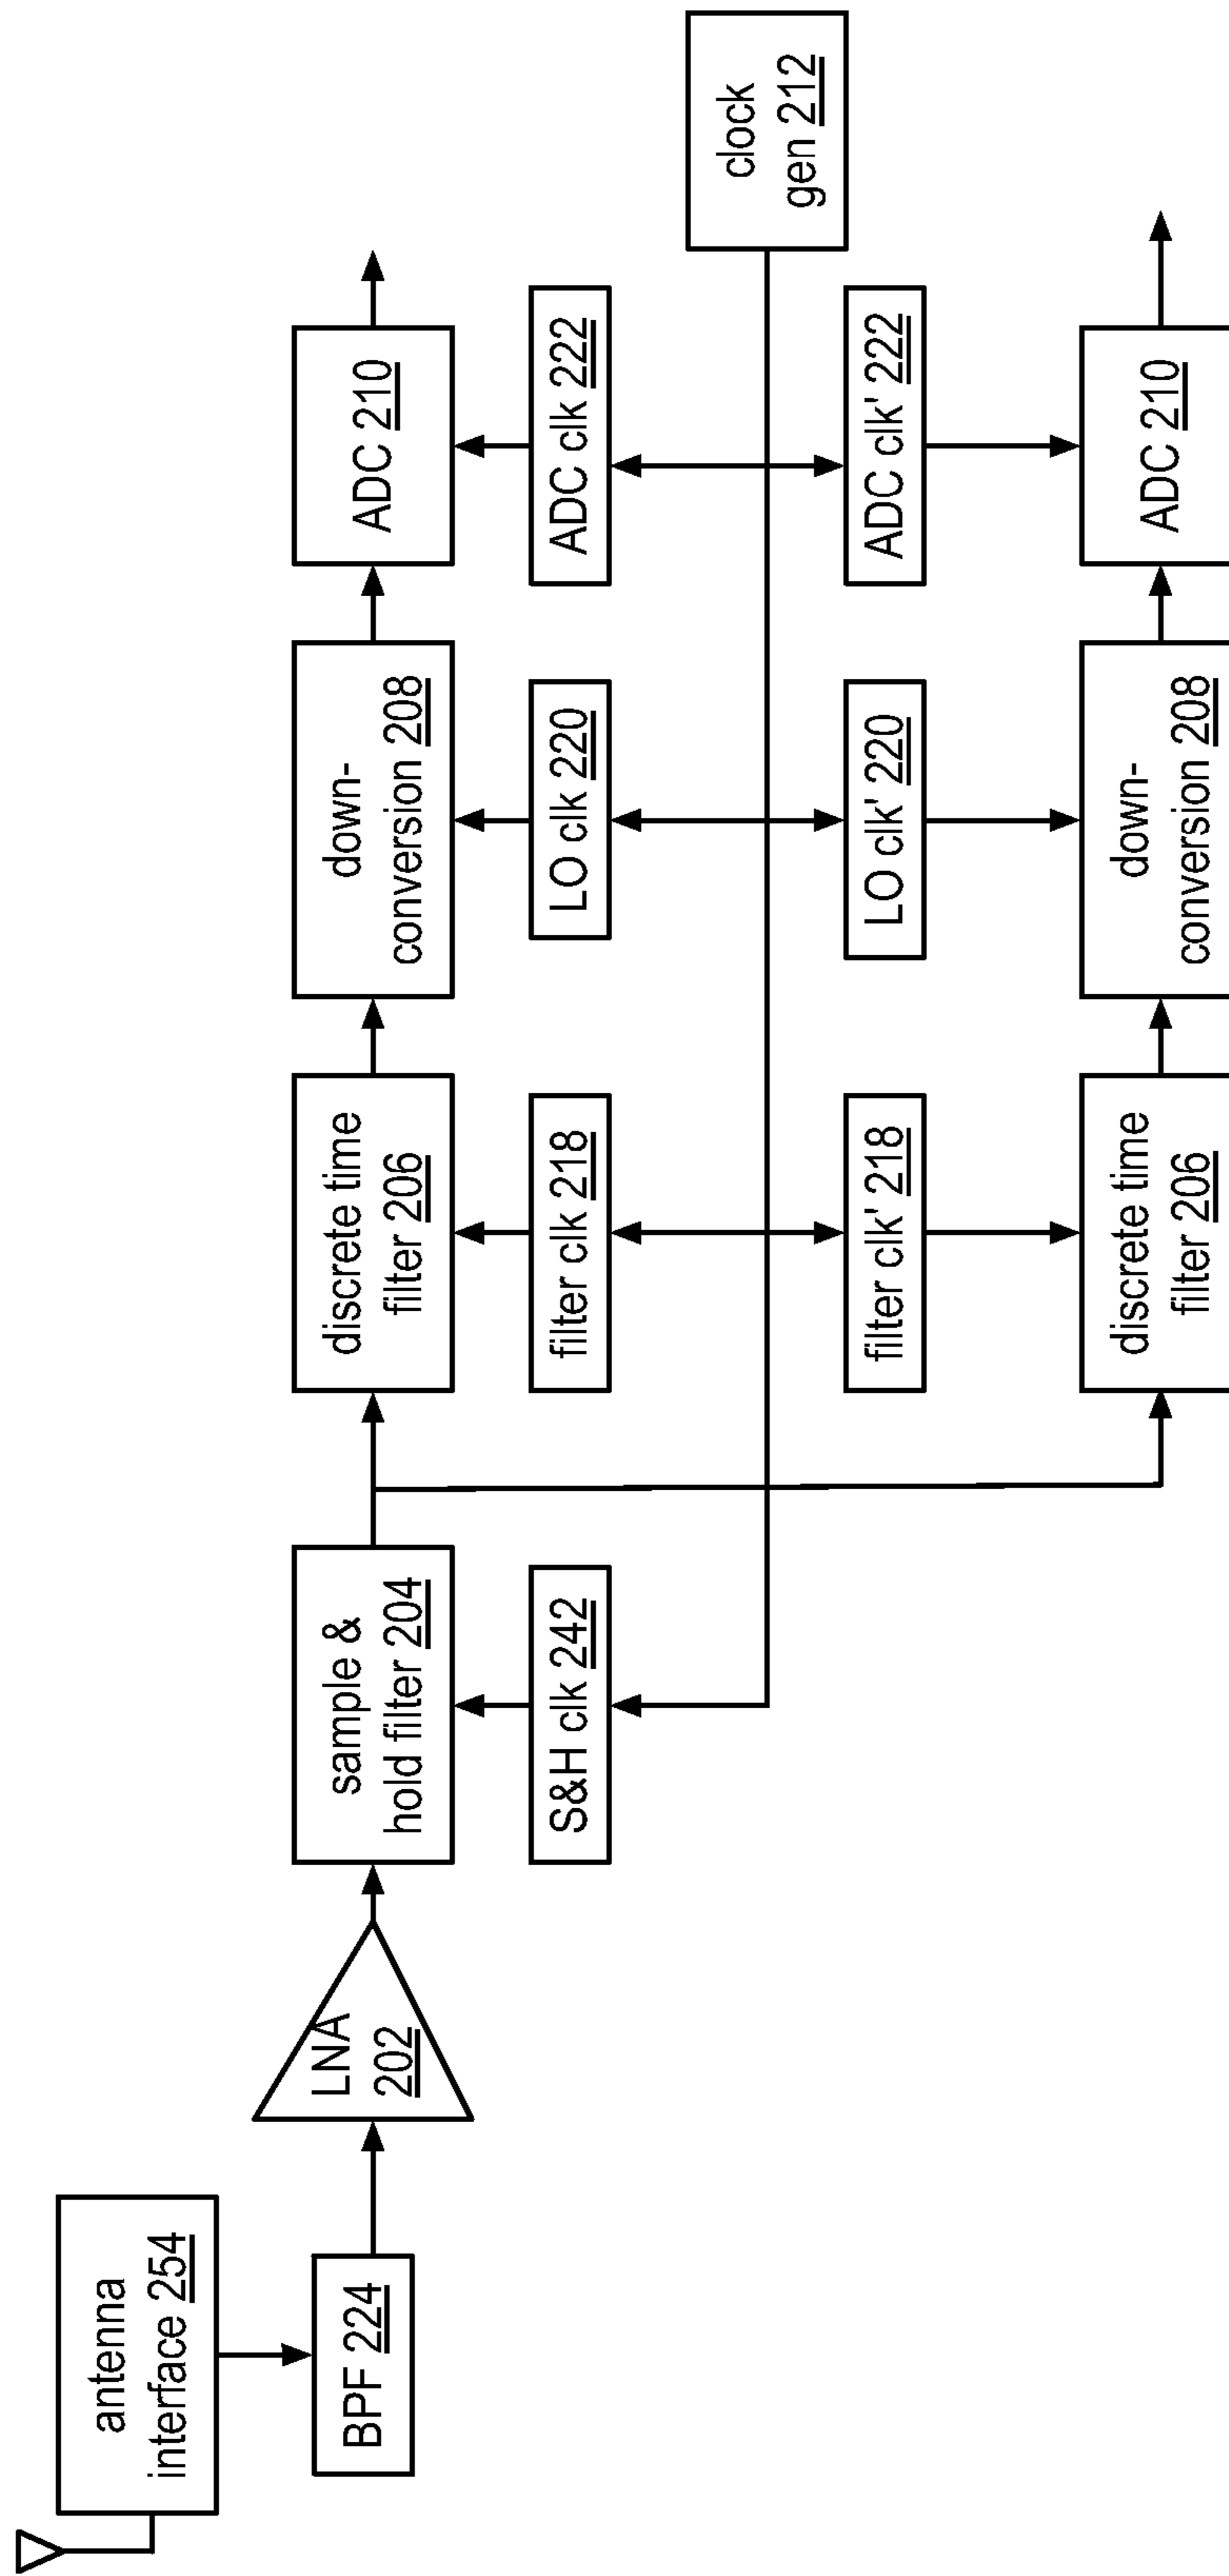 antenna
interface 254
BPF 224
LNA
202
sample &
hold filter 204
S&H clk 242
discrete time
filter 206
down-
conversion 208
ADC 210
filter clk 218
LO clk 220
ADC clk 222
clock
gen 212
filter clk' 218
LO clk' 220
ADC clk' 222
discrete time
filter 206
down-
conversion 208
ADC 210